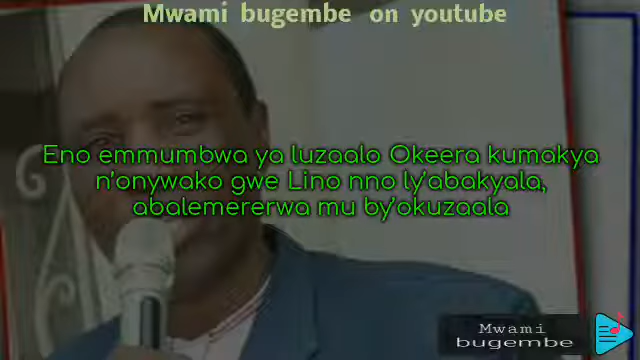 Mwami bugembe on youtube
Eno emmumbwa ya luzaalo Okeera kumakya
n'onywako gwe Lino nno ly'abakyala,
abalemererwa mu by'okuzaala
Mwami
bugembe